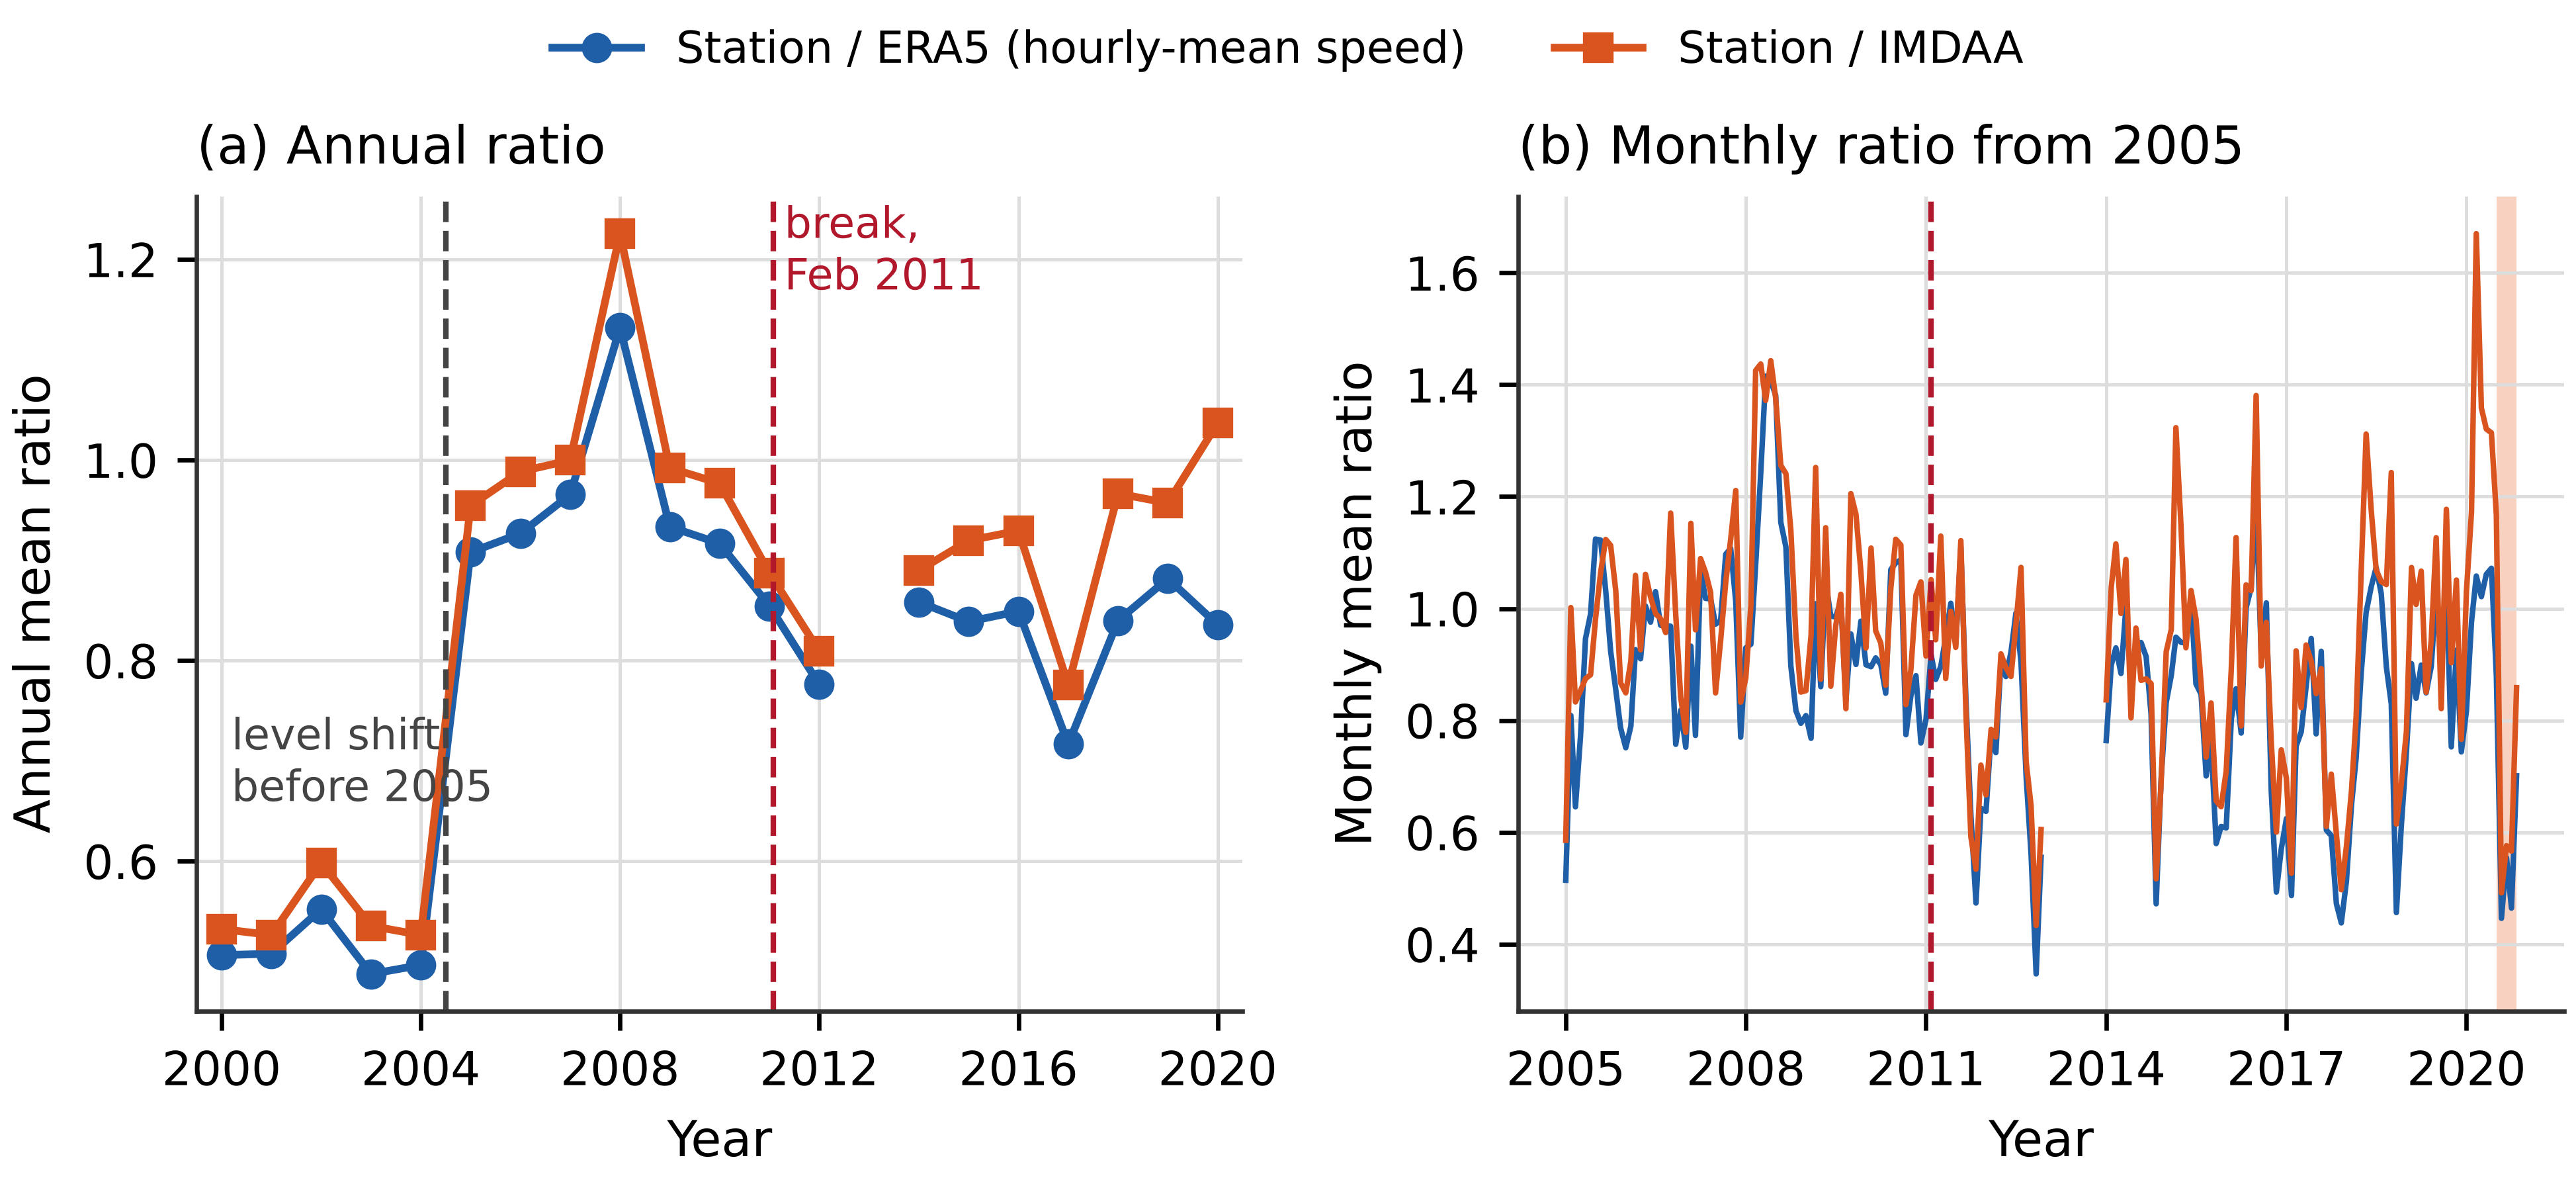 Station / ERA5 (hourly-mean speed)
Station / IMDAA
(a) Annual ratio
Annual mean ratio
1.2
1.0
0.8
0.6
break,
Feb 2011
level shift
before 2005
2000
2004
2008
2012
2016
2020
Year
(b) Monthly ratio from 2005
Monthly mean ratio
1.6
1.4
1.2
1.0
0.8
0.6
0.4
2005
2008
2011
2014
2017
2020
Year